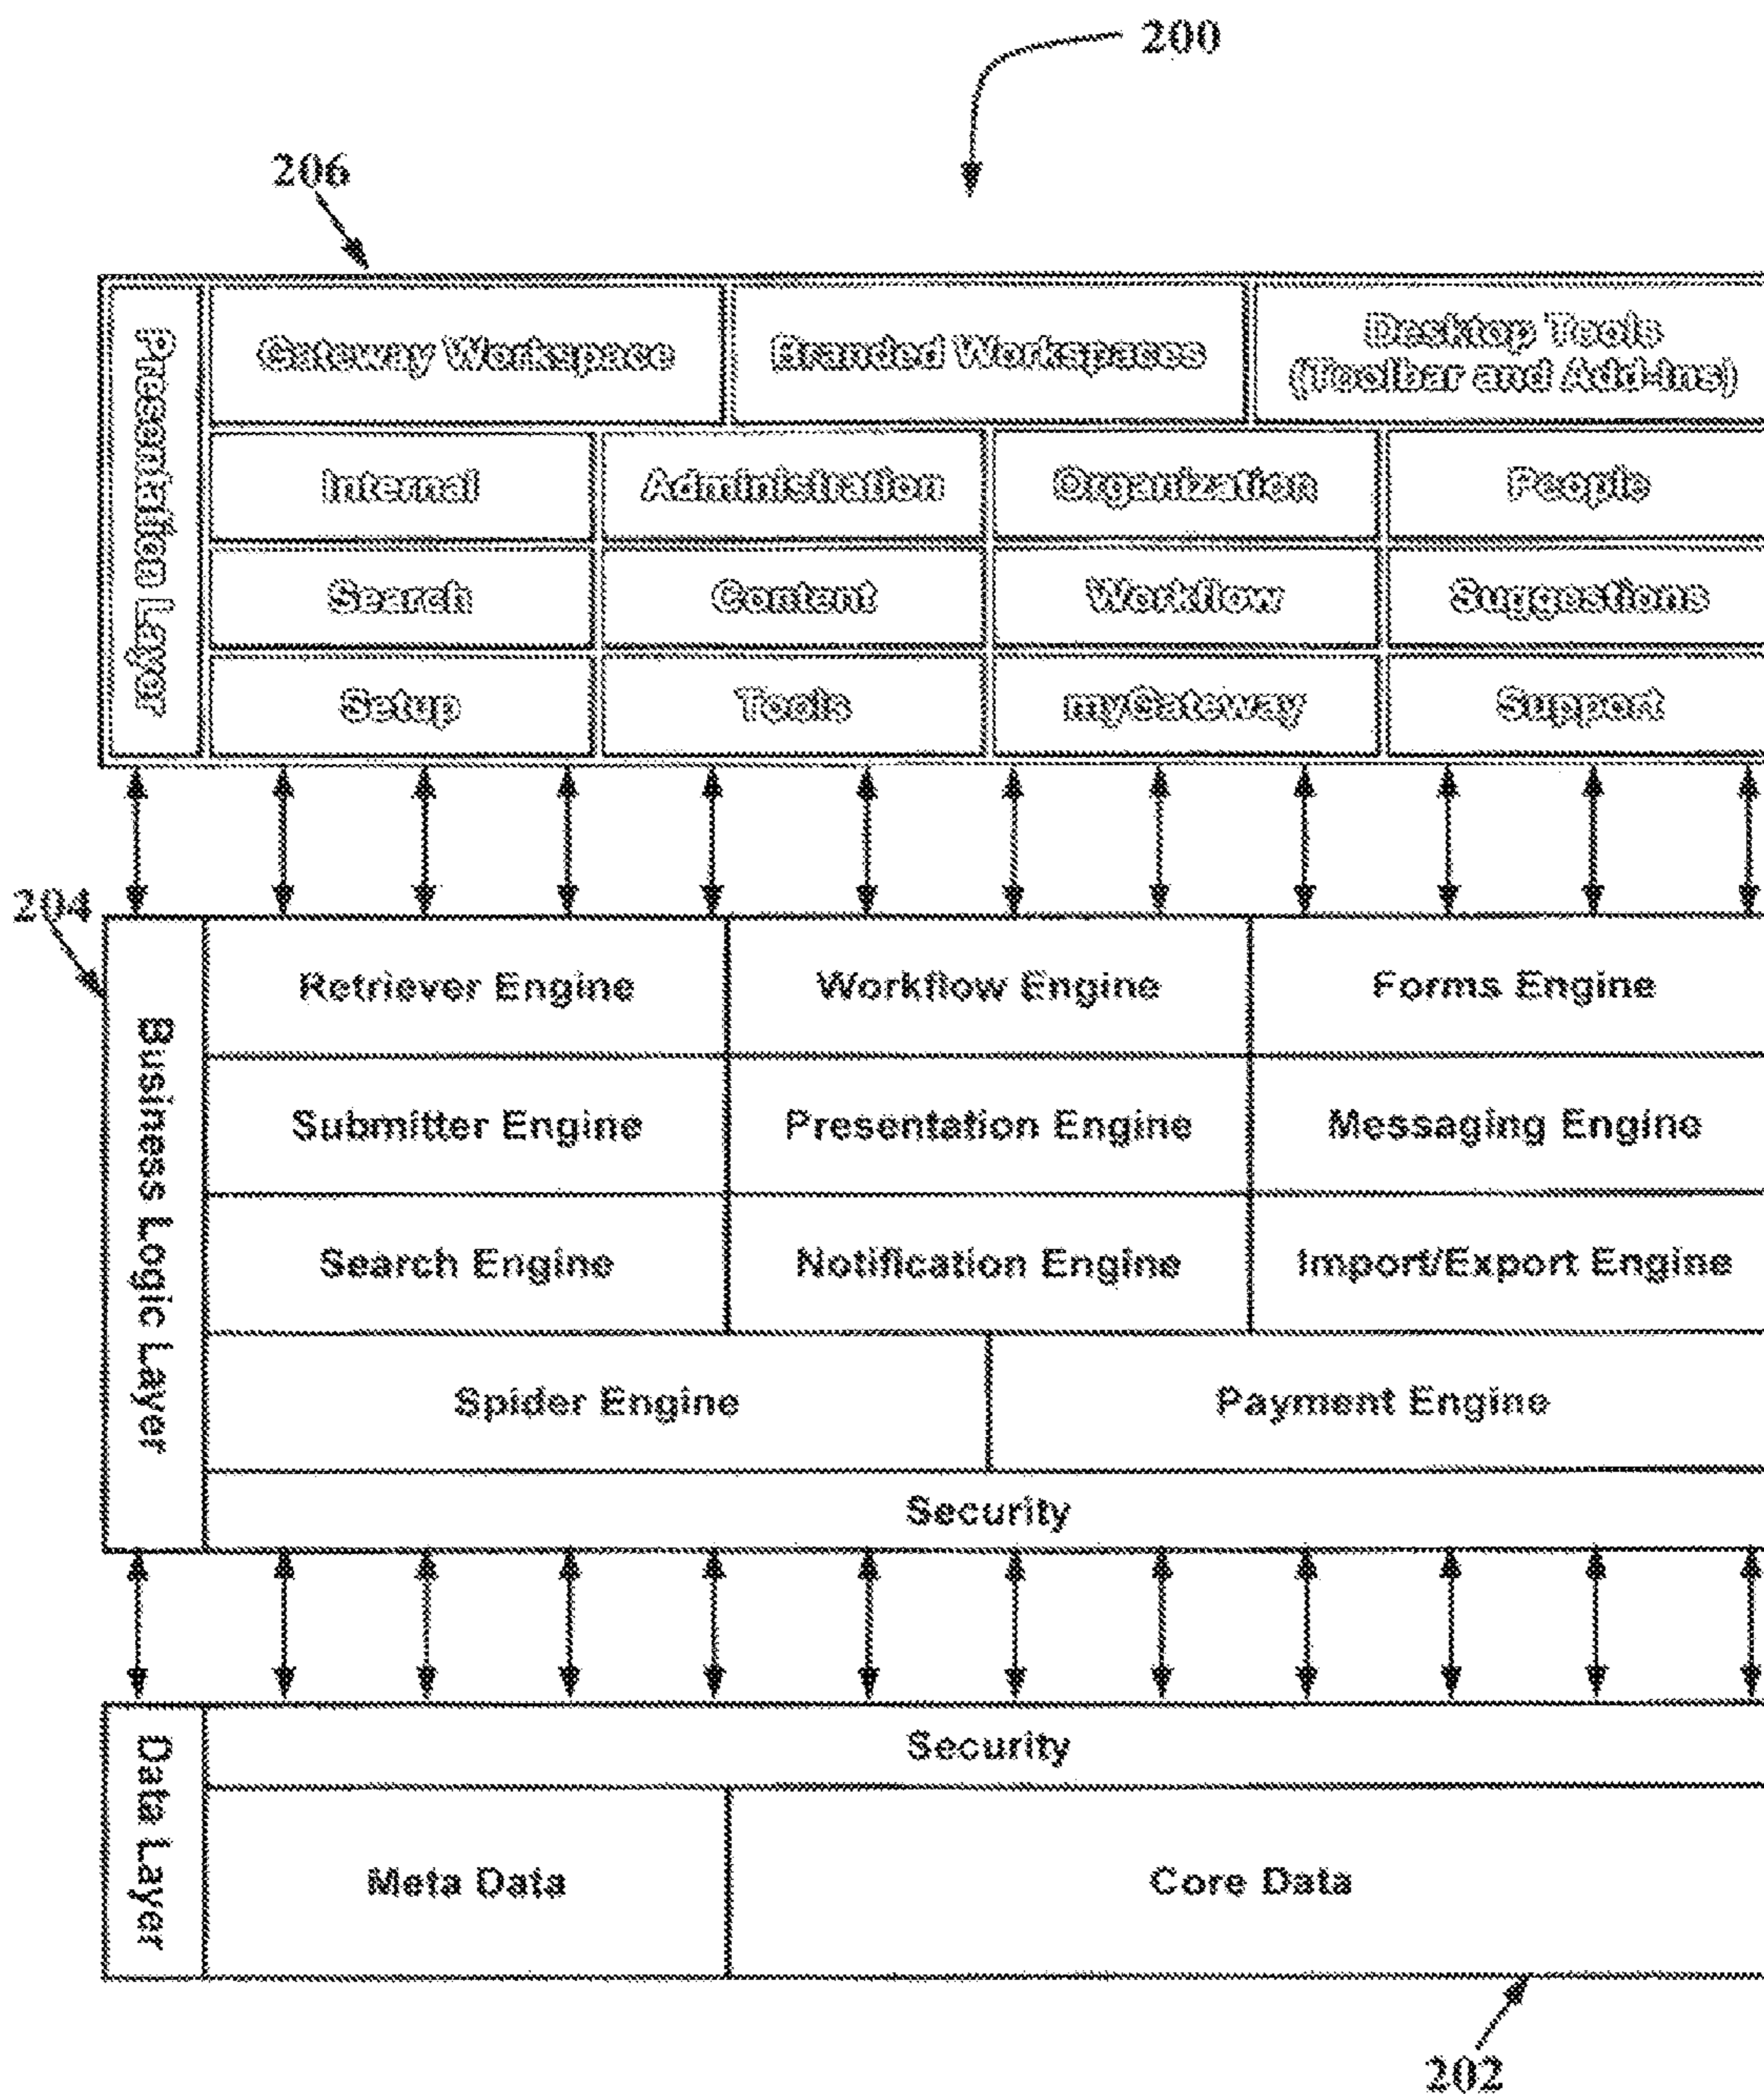 200
206
Presentation Layer
Gateway Workspace
Branded Workspaces
Desktop Tools
(Toolbar and Add-ins)
Internal
Administration
Organization
People
Search
Content
Workflow
Suggestions
Setup
Tools
myGateway
Support
204
Business Logic Layer
Retriever Engine
Workflow Engine
Forms Engine
Submitter Engine
Presentation Engine
Messaging Engine
Search Engine
Notification Engine
Import/Export Engine
Spider Engine
Payment Engine
Security
Data Layer
Security
Meta Data
Core Data
202